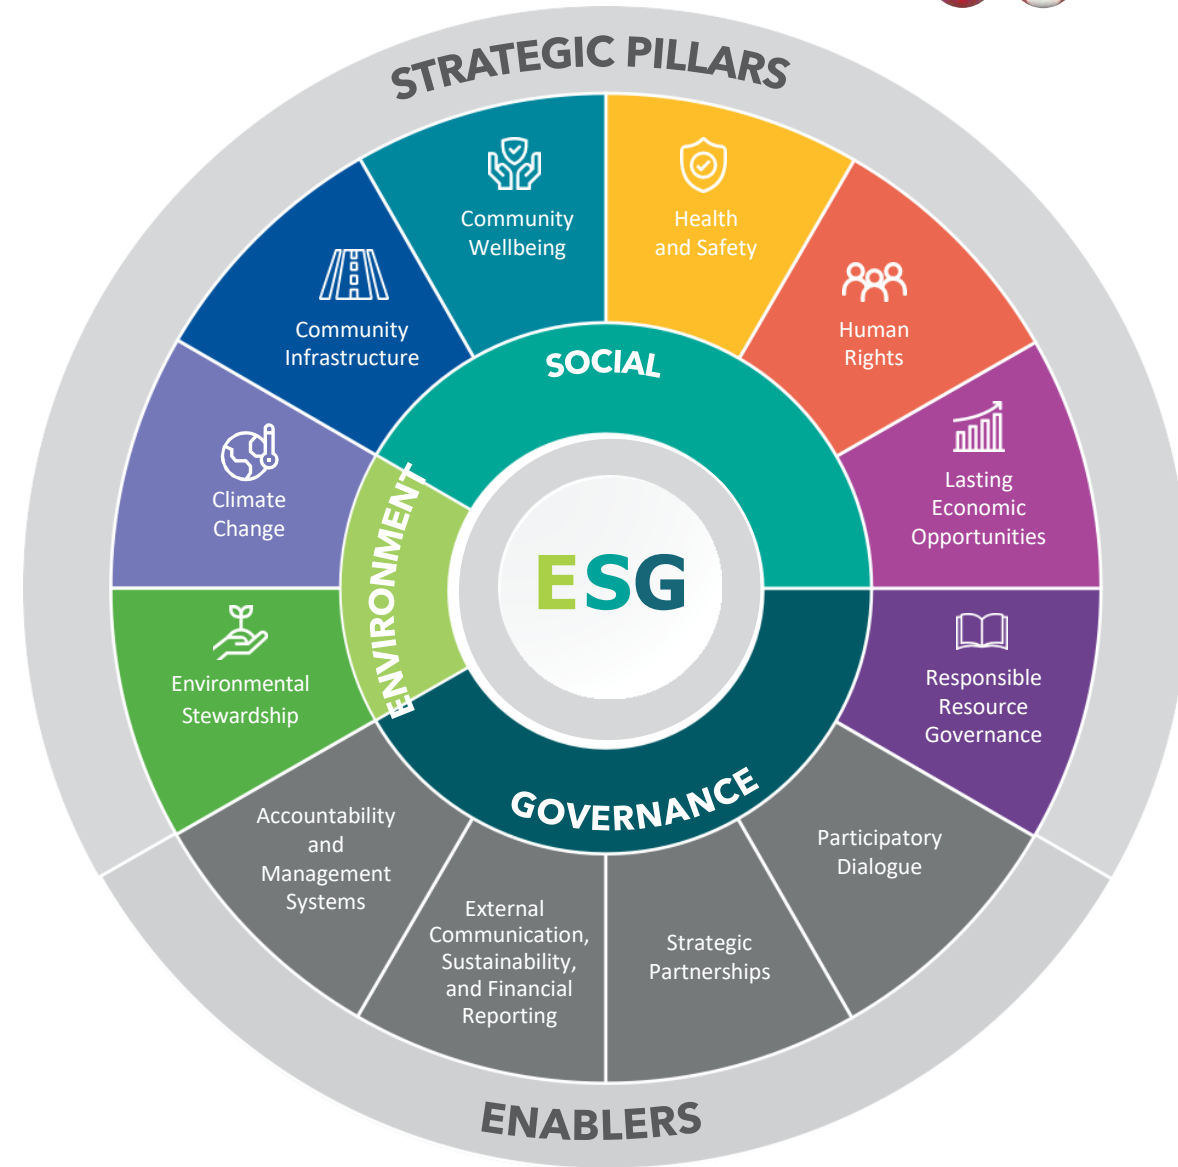 STRATEGIC PILLARS
Community
Wellbeing
Health
and Safety
Community
Infrastructure
Human
Rights
SOCIAL
Climate
Change
Lasting
Economic
Opportunities
ENVIRONMENT
ESG
Environmental
Stewardship
Responsible
Resource
Governance
GOVERNANCE
Accountability
and
Management
Systems
External
Communication,
Sustainability,
and Financial
Reporting
Strategic
Partnerships
Participatory
Dialogue
ENABLERS